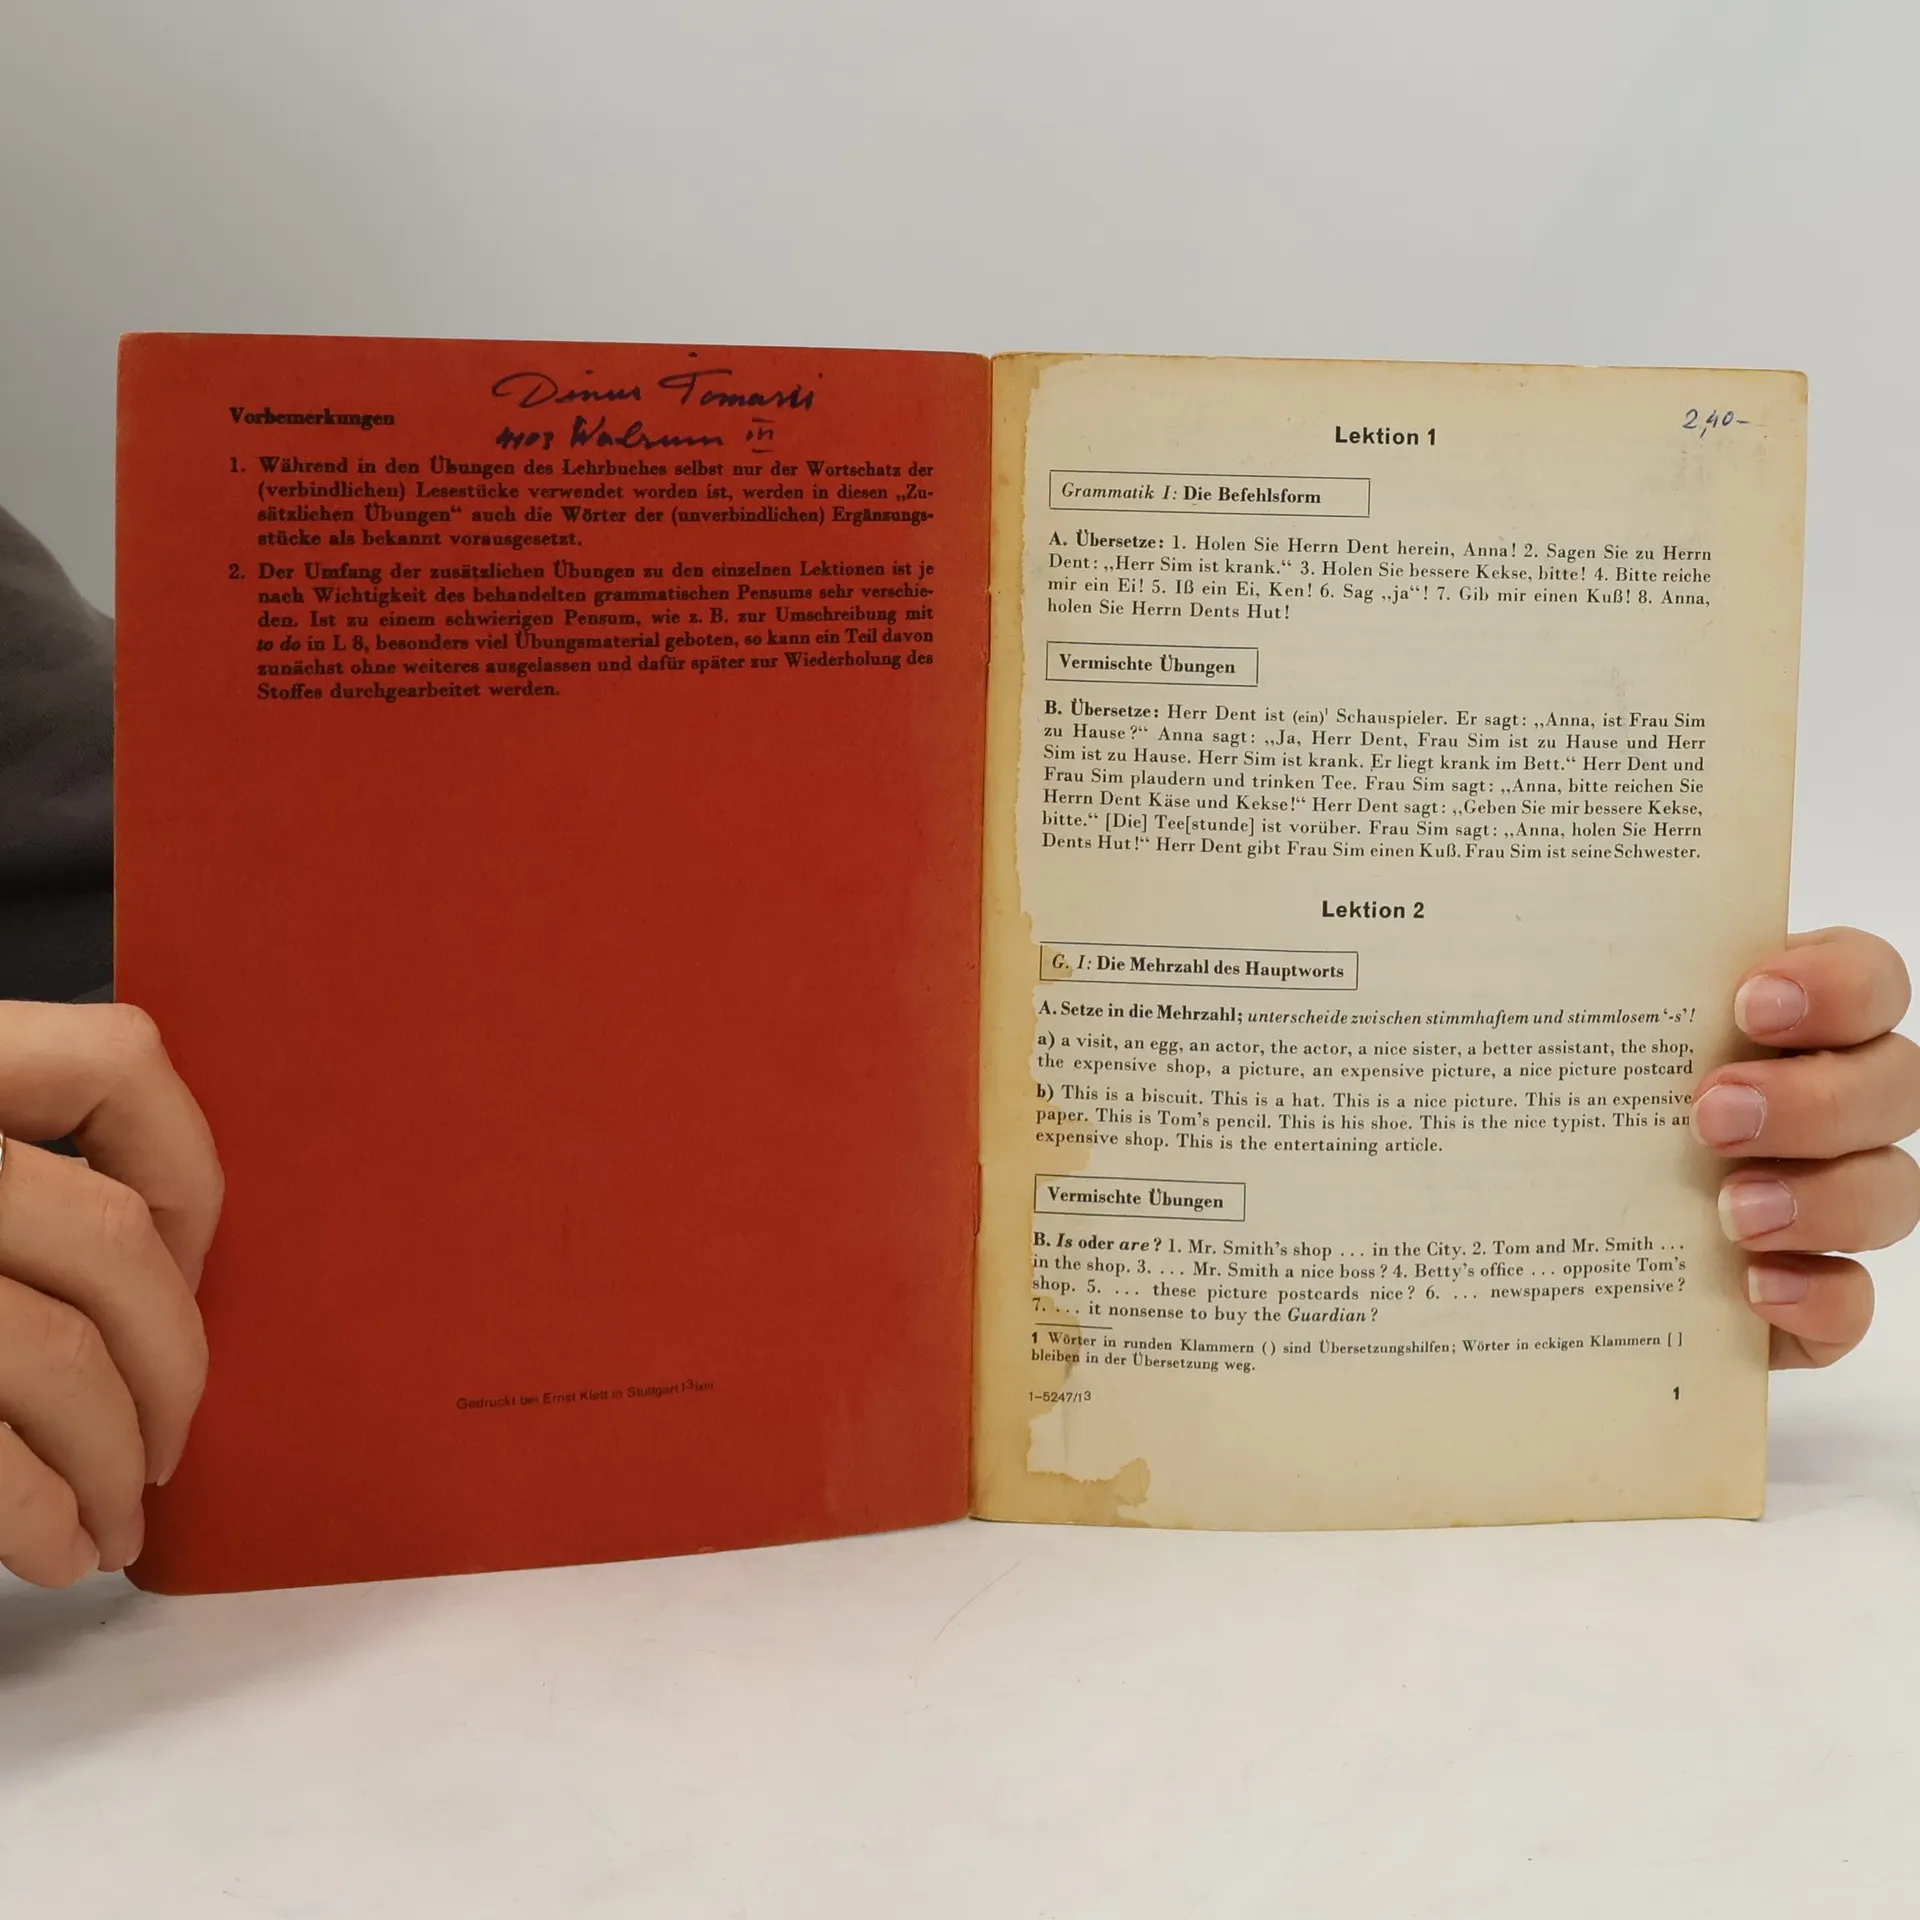 Tomasii
Walsum III
Vorbemerkungen
1. Während in den Übungen des Lehrbuches selbst nur der Wortschatz der
(verbindlichen) Lesestücke verwendet worden ist, werden in diesen „Zu-
sätzlichen Übungen“ auch die Wörter der (unverbindlichen) Ergänzungs-
stücke als bekannt vorausgesetzt.
2. Der Umfang der zusätzlichen Übungen zu den einzelnen Lektionen ist je
nach Wichtigkeit des behandelten grammatischen Pensums sehr verschie-
den. Ist zu einem schwierigen Pensum, wie z. B. zur Umschreibung mit
to do in L 8, besonders viel Übungsmaterial geboten, so kann ein Teil davon
zunächst ohne weiteres ausgelassen und dafür später zur Wiederholung des
Stoffes durchgearbeitet werden.
Gedruckt bei Ernst Klett in Stuttgart
2,40-
Lektion 1
Grammatik I: Die Befehlsform
A. Übersetze: 1. Holen Sie Herrn Dent herein, Anna! 2. Sagen Sie zu Herrn
Dent: „Herr Sim ist krank.“ 3. Holen Sie bessere Kekse, bitte! 4. Bitte reiche
mir ein Ei! 5. Iß ein Ei, Ken! 6. Sag „ja“! 7. Gib mir einen Kuß! 8. Anna,
holen Sie Herrn Dents Hut!
Vermischte Übungen
B. Übersetze: Herr Dent ist (ein)¹ Schauspieler. Er sagt: „Anna, ist Frau Sim
zu Hause?“ Anna sagt: „Ja, Herr Dent, Frau Sim ist zu Hause und Herr
Sim ist zu Hause. Herr Sim ist krank. Er liegt krank im Bett.“ Herr Dent und
Frau Sim plaudern und trinken Tee. Frau Sim sagt: „Anna, bitte reichen Sie
Herrn Dent Käse und Kekse!“ Herr Dent sagt: „Geben Sie mir bessere Kekse,
bitte.“ [Die] Tee[stunde] ist vorüber. Frau Sim sagt: „Anna, holen Sie Herrn
Dents Hut!“ Herr Dent gibt Frau Sim einen Kuß. Frau Sim ist seine Schwester.
Lektion 2
G. I: Die Mehrzahl des Hauptworts
A. Setze in die Mehrzahl; unterscheide zwischen stimmhaftem und stimmlosem ‘-s’!
a) a visit, an egg, an actor, the actor, a nice sister, a better assistant, the shop,
the expensive shop, a picture, an expensive picture, a nice picture postcard
b) This is a biscuit. This is a hat. This is a nice picture. This is an expensive
paper. This is Tom’s pencil. This is his shoe. This is the nice typist. This is an
expensive shop. This is the entertaining article.
Vermischte Übungen
B. Is oder are? 1. Mr. Smith’s shop ... in the City. 2. Tom and Mr. Smith ...
in the shop. 3. ... Mr. Smith a nice boss? 4. Betty’s office ... opposite Tom’s
shop. 5. ... these picture postcards nice? 6. ... newspapers expensive?
7. ... it nonsense to buy the Guardian?
1 Wörter in runden Klammern ( ) sind Übersetzungshilfen; Wörter in eckigen Klammern [ ]
bleiben in der Übersetzung weg.
1-5247/13
1